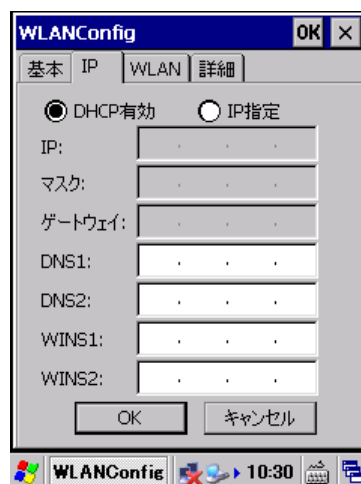 WLANConfig OK ×
基本 IP WLAN 詳細
DHCP有効 IP指定
IP:
マスク:
ゲートウェイ:
DNS1:
DNS2:
WINS1:
WINS2:
OK キャンセル
WLANConfig 10:30